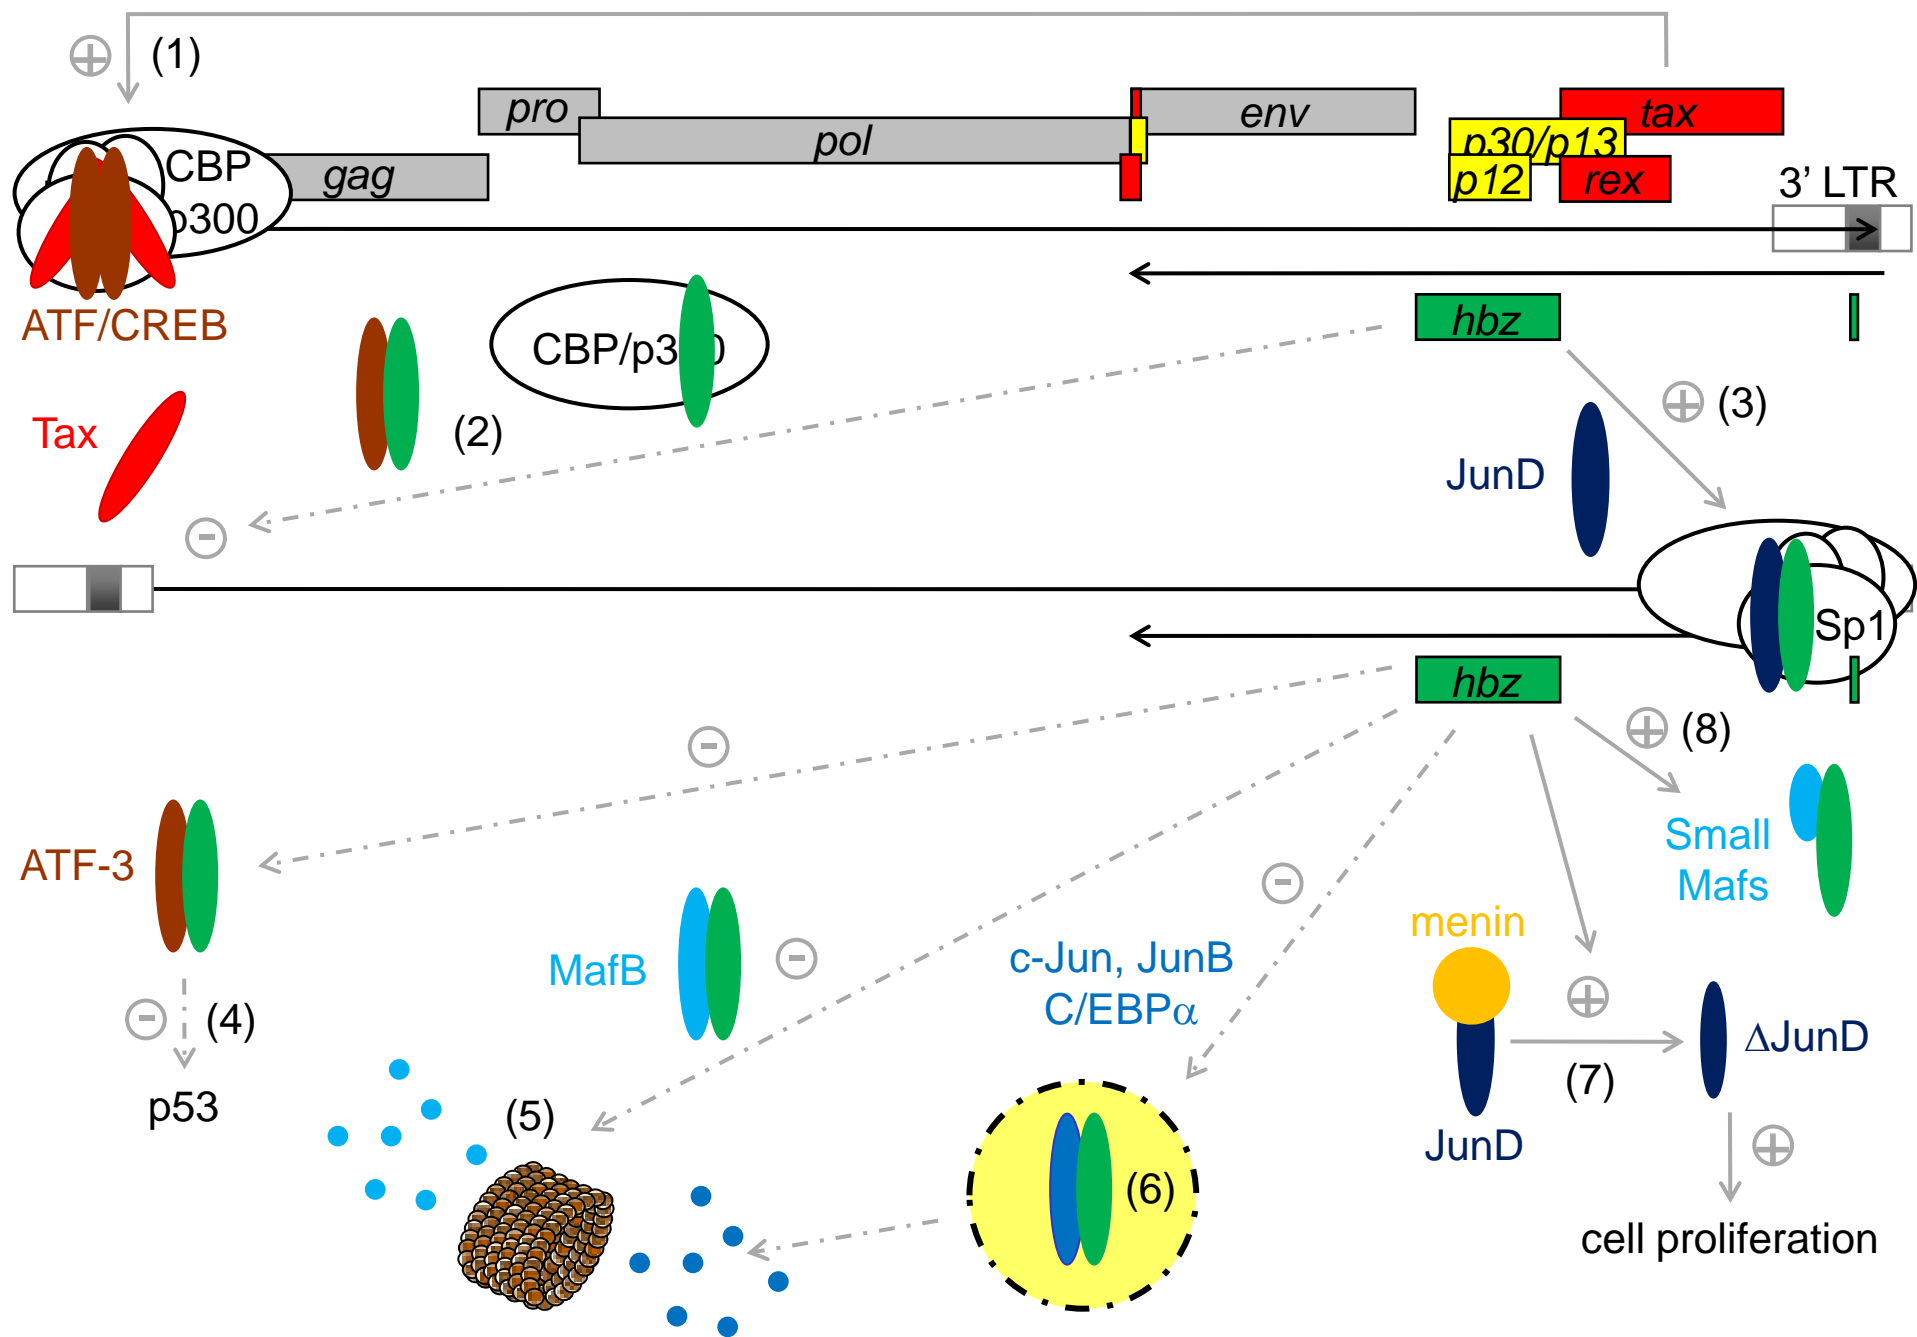 (1)
pro
pol
env
p30/p13
tax
CBP
gag
p12
rex
3' LTR
p300
ATF/CREB
hbz
CBP/p300
(3)
Tax
(2)
JunD
Sp1
hbz
(8)
Small
Mafs
ATF-3
menin
MafB
c-Jun, JunB
C/EBPα
(4)
ΔJunD
(7)
p53
(5)
JunD
(6)
cell proliferation